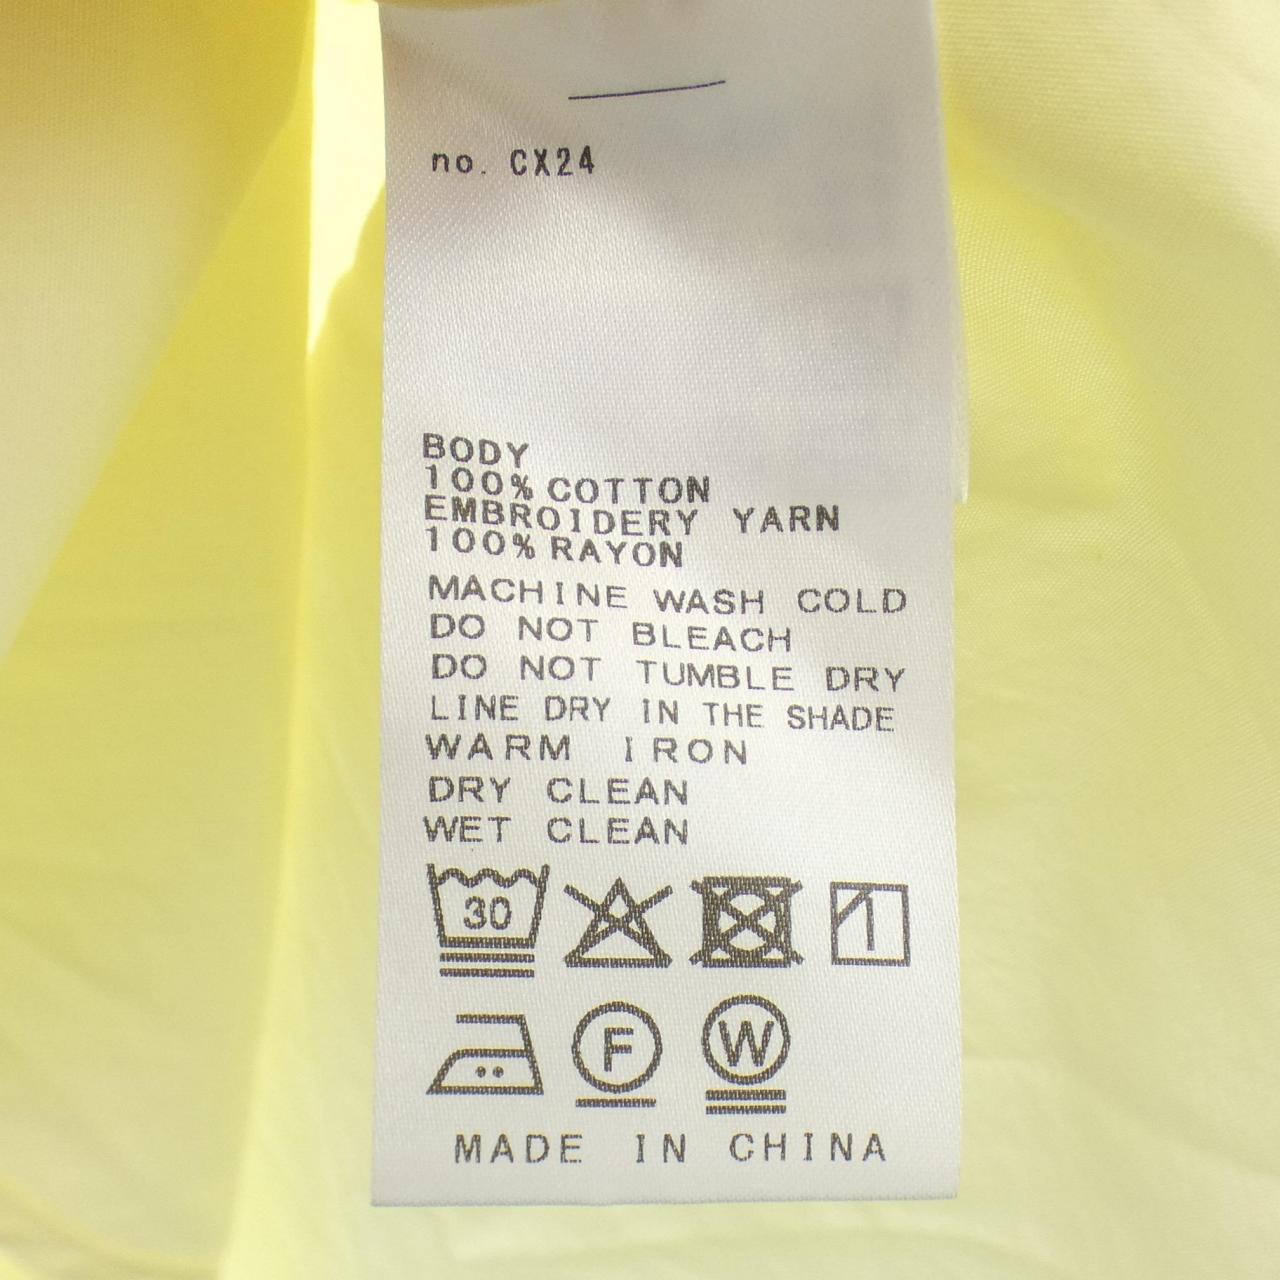 no. CX24
BODY
100% COTTON
EMBROIDERY YARN
100% RAYON
MACHINE WASH COLD
DO NOT BLEACH
DO NOT TUMBLE DRY
LINE DRY IN THE SHADE
WARM IRON
DRY CLEAN
WET CLEAN
30
F W
MADE IN CHINA